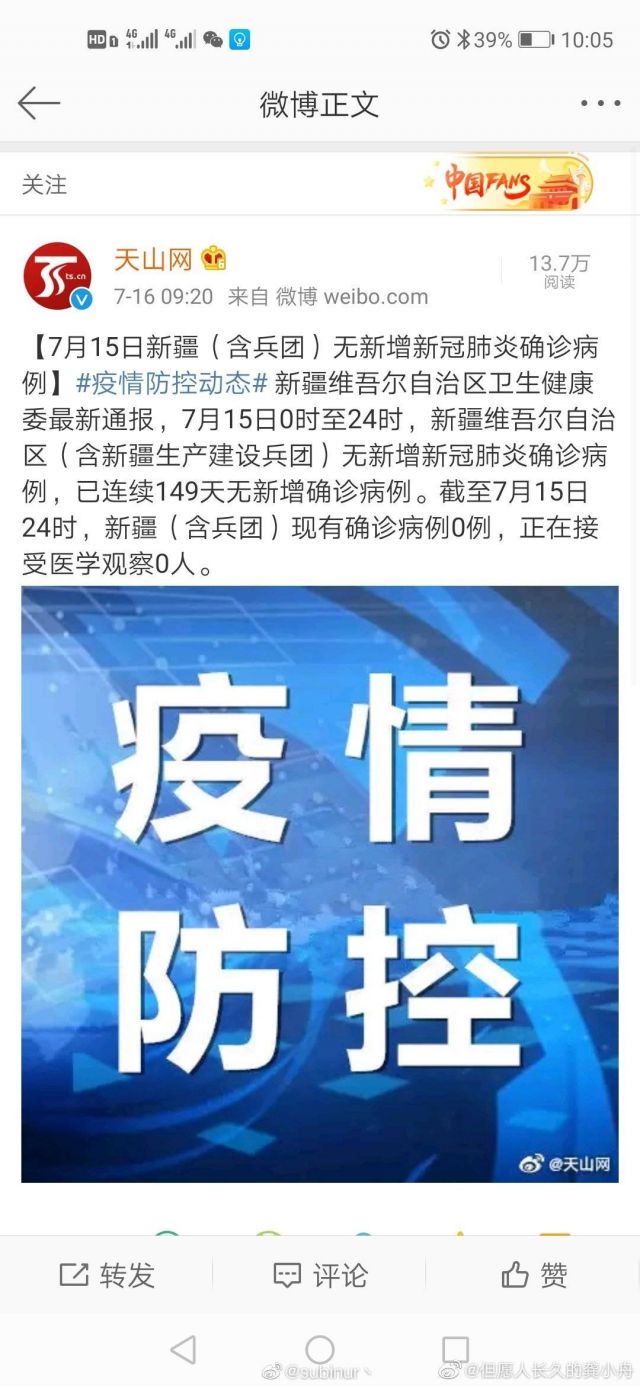 HD 1 4G 4G 39% 10:05
微博正文
关注
中国FANS
ts.cn
天山网
13.7万
阅读
7-16 09:20 来自 微博 weibo.com
【7月15日新疆（含兵团）无新增新冠肺炎确诊病
例】#疫情防控动态# 新疆维吾尔自治区卫生健康
委最新通报，7月15日0时至24时，新疆维吾尔自治
区（含新疆生产建设兵团）无新增新冠肺炎确诊病
例，已连续149天无新增确诊病例。截至7月15日
24时，新疆（含兵团）现有确诊病例0例，正在接
受医学观察0人。
疫情
防控
@天山网
转发 评论 赞
@subinur丶
@但愿人长久的龚小舟